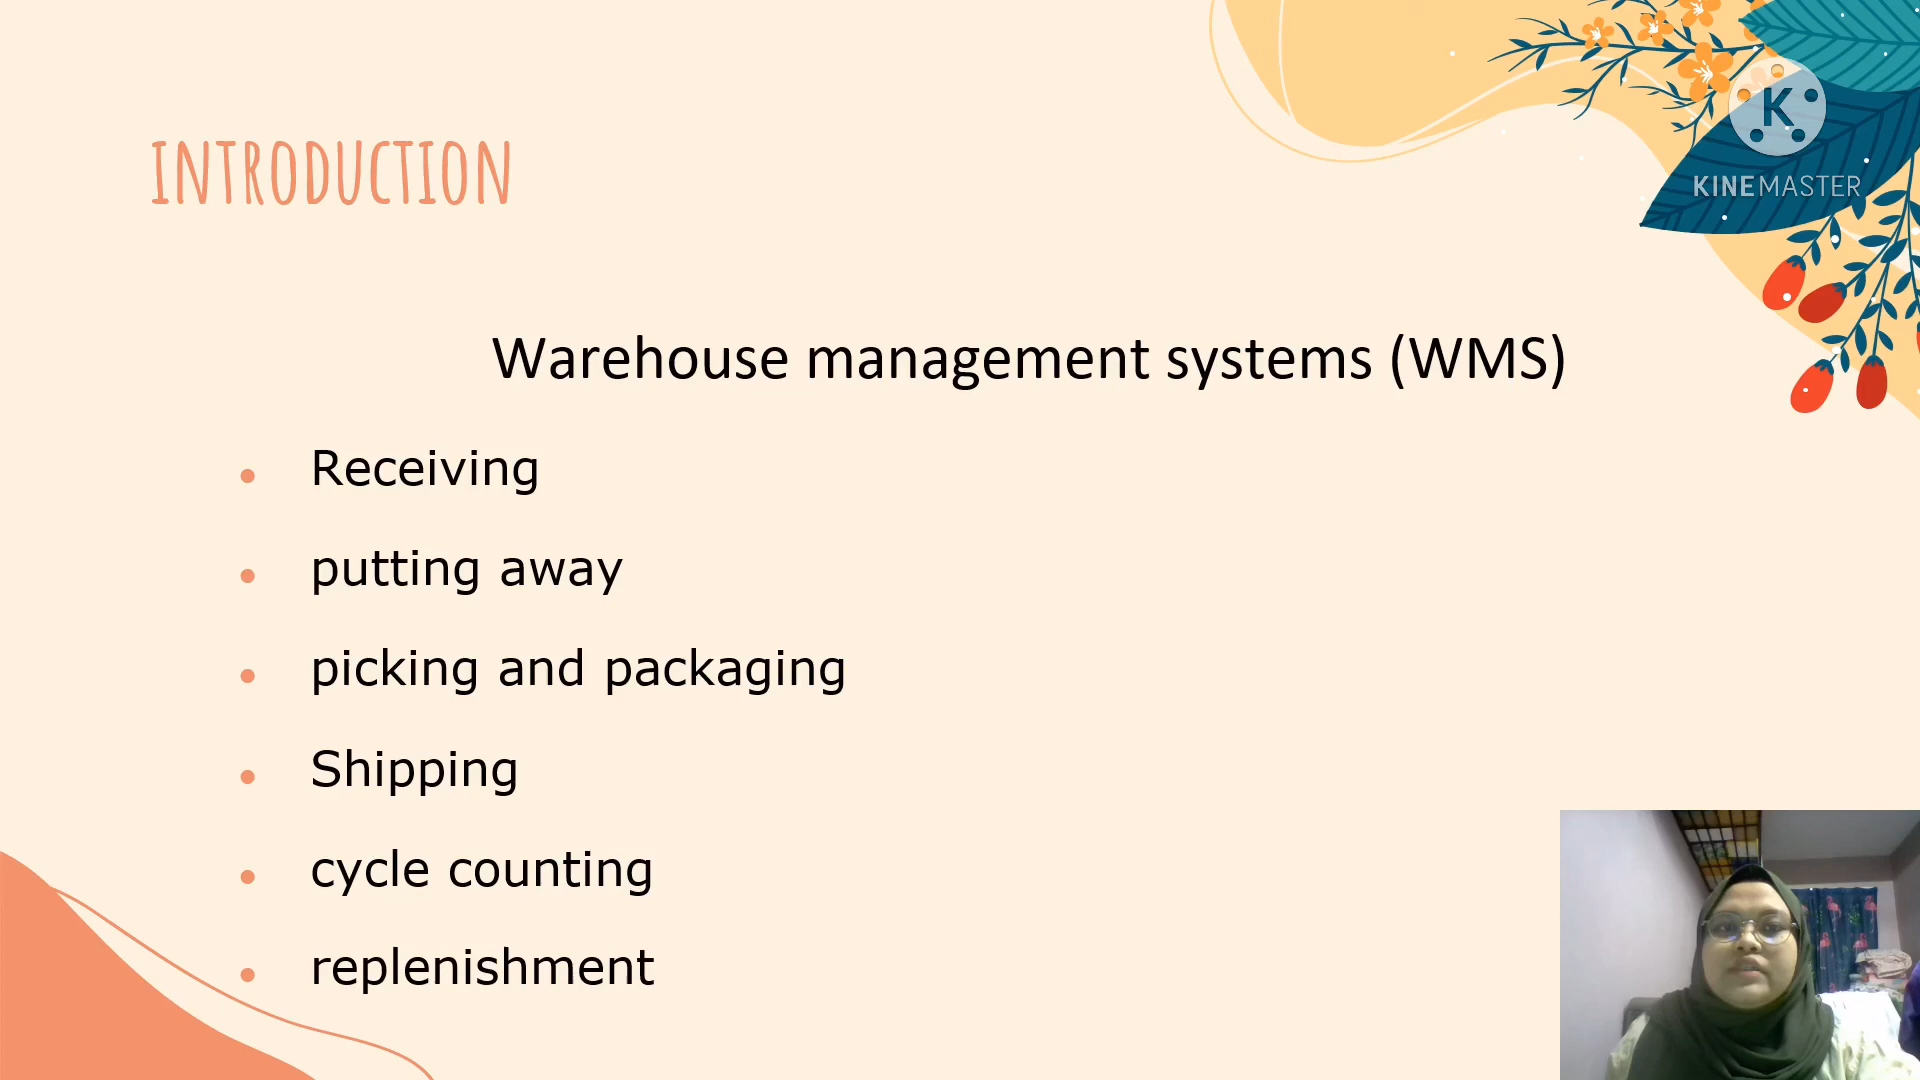 INTRODUCTION
K
KINEMASTER
Warehouse management systems (WMS)
Receiving
putting away
picking and packaging
Shipping
cycle counting
replenishment